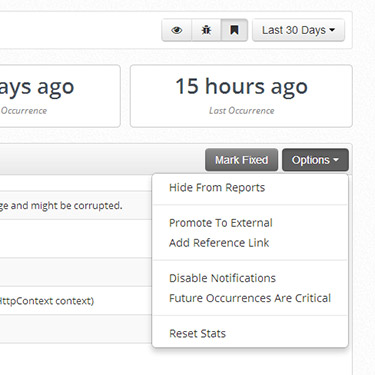 Last 30 Days
ays ago
Occurrence
15 hours ago
Last Occurrence
Mark Fixed
Options
Hide From Reports
ge and might be corrupted.
Promote To External
Add Reference Link
Disable Notifications
Future Occurrences Are Critical
HttpContext context)
Reset Stats